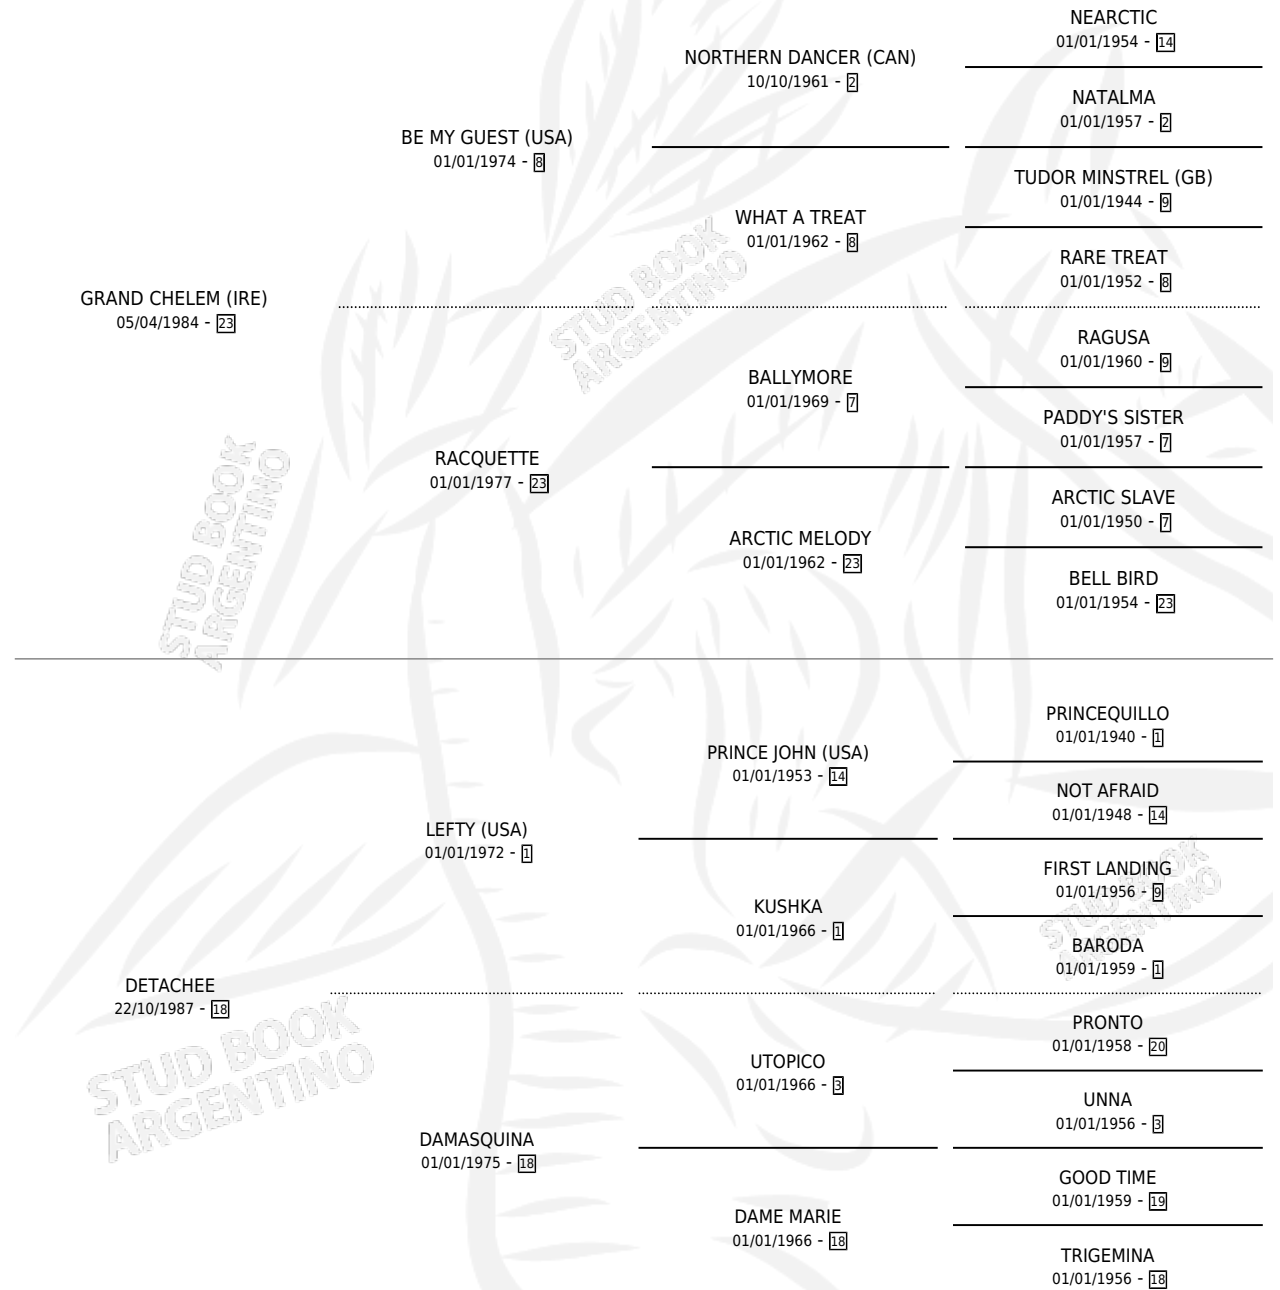 NEARCTIC
01/01/1954 - 14
NORTHERN DANCER (CAN)
10/10/1961 - 2
NATALMA
01/01/1957 - 2
BE MY GUEST (USA)
01/01/1974 - 8
TUDOR MINSTREL (GB)
01/01/1944 - 9
WHAT A TREAT
01/01/1962 - 8
RARE TREAT
01/01/1952 - 8
GRAND CHELEM (IRE)
05/04/1984 - 23
STUD BOOK
ARGENTINO
RAGUSA
01/01/1960 - 9
BALLYMORE
01/01/1969 - 7
PADDY'S SISTER
01/01/1957 - 7
RACQUETTE
01/01/1977 - 23
ARCTIC SLAVE
01/01/1950 - 7
ARCTIC MELODY
01/01/1962 - 23
BELL BIRD
01/01/1954 - 23
STUD BOOK
ARGENTINO
PRINCEQUILLO
01/01/1940 - 1
PRINCE JOHN (USA)
01/01/1953 - 14
NOT AFRAID
01/01/1948 - 14
LEFTY (USA)
01/01/1972 - 1
FIRST LANDING
01/01/1956 - 9
KUSHKA
01/01/1966 - 1
STUD BOOK
ARGENTINO
BARODA
01/01/1959 - 1
DETACHEE
22/10/1987 - 18
PRONTO
01/01/1958 - 20
UTOPICO
01/01/1966 - 3
STUD BOOK
ARGENTINO
UNNA
01/01/1956 - 3
DAMASQUINA
01/01/1975 - 18
GOOD TIME
01/01/1959 - 19
DAME MARIE
01/01/1966 - 18
TRIGEMINA
01/01/1956 - 18